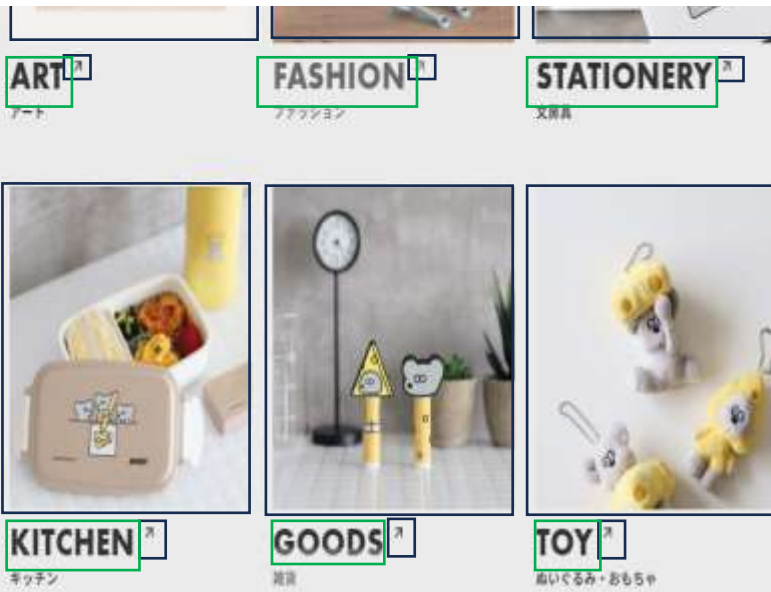 ART
FASHION
STATIONERY
アート
ファッション
文房具
KITCHEN
GOODS
TOY
キッチン
雑貨
ぬいぐるみ・おもちゃ